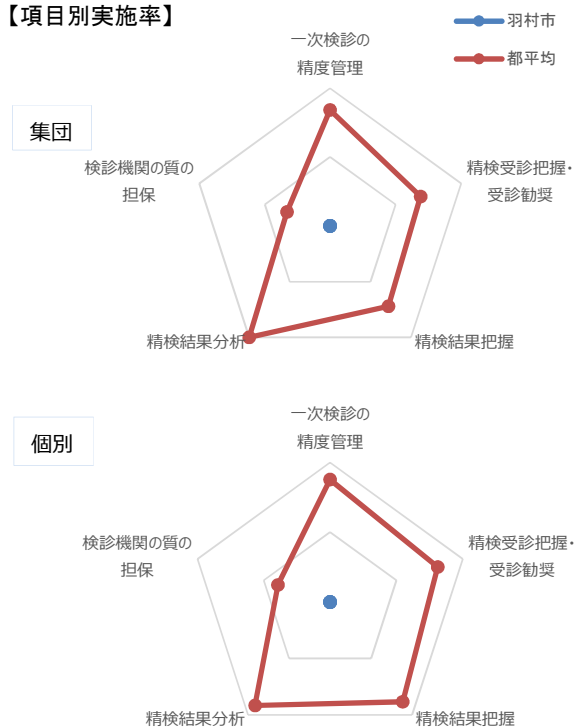 【項目別実施率】
羽村市
都平均
集団
一次検診の
精度管理
精検受診把握・
受診勧奨
精検結果把握
精検結果分析
検診機関の質の
担保
個別
一次検診の
精度管理
精検受診把握・
受診勧奨
精検結果把握
精検結果分析
検診機関の質の
担保